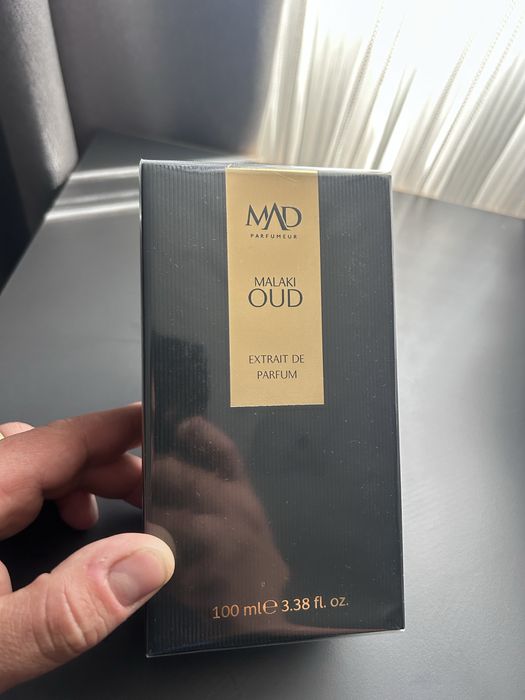 MAD
PARFUMEUR
MALAKI
OUD
EXTRAIT DE
PARFUM
100 ml℮ 3.38 fl. oz.